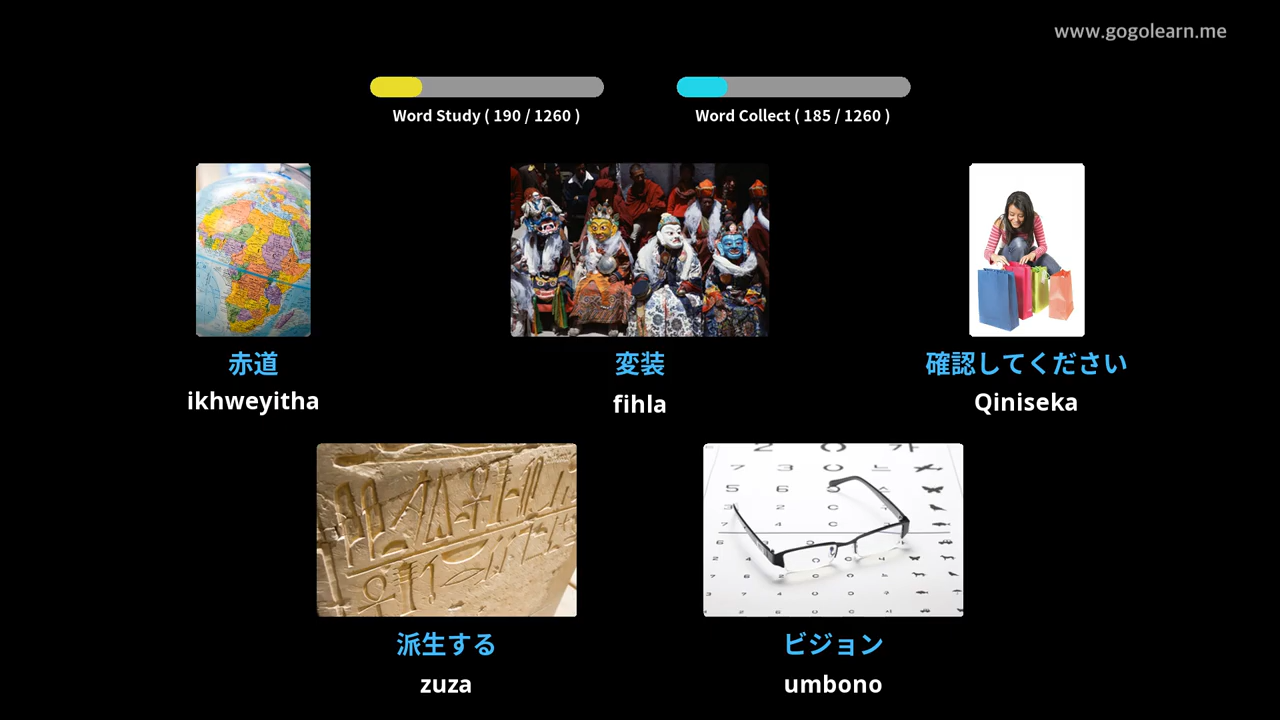 www.gogolearn.me
Word Study ( 190 / 1260 )
Word Collect ( 185 / 1260 )
赤道
ikhweyitha
変装
fihla
確認してください
Qiniseka
派生する
zuza
ビジョン
umbono